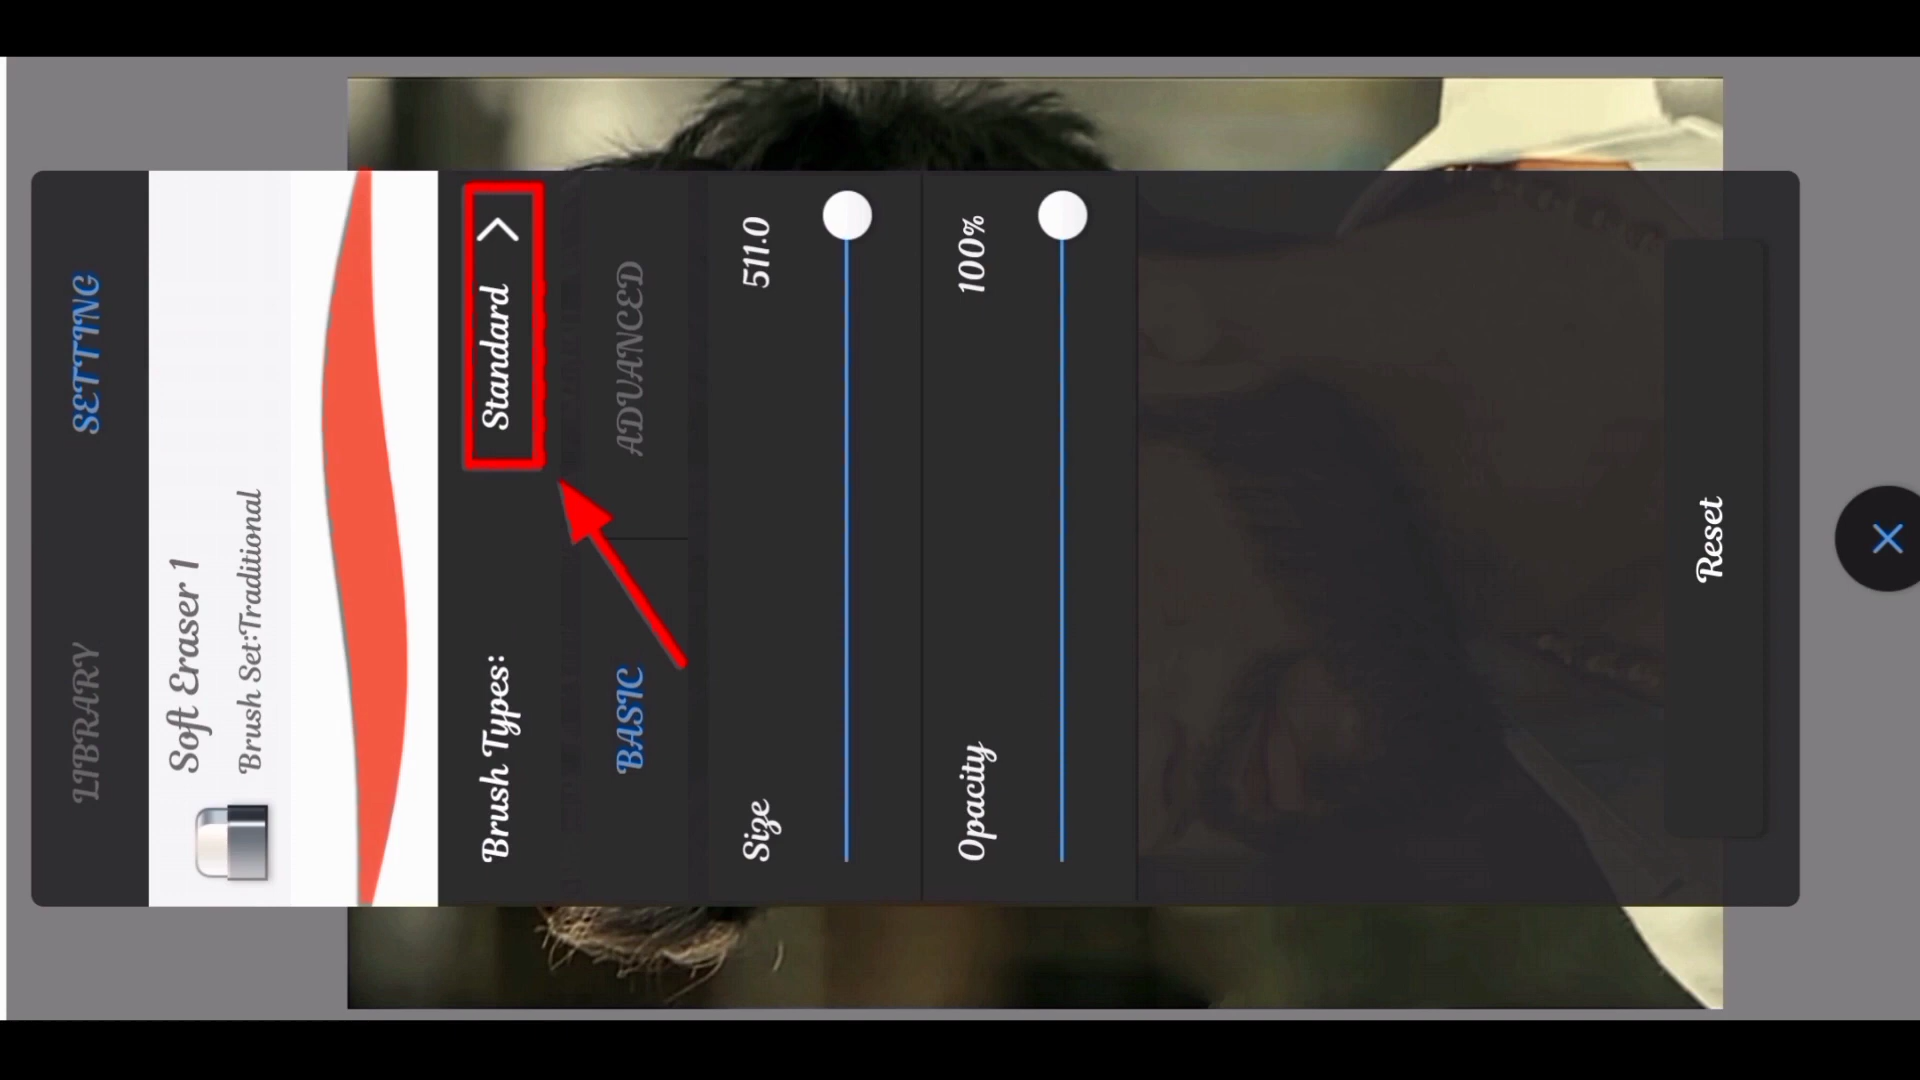 LIBRARY SETTING
Soft Eraser 1
Brush Set:Traditional
Brush Types: Standard >
BASIC ADVANCED
Size 511.0
Opacity 100%
Reset